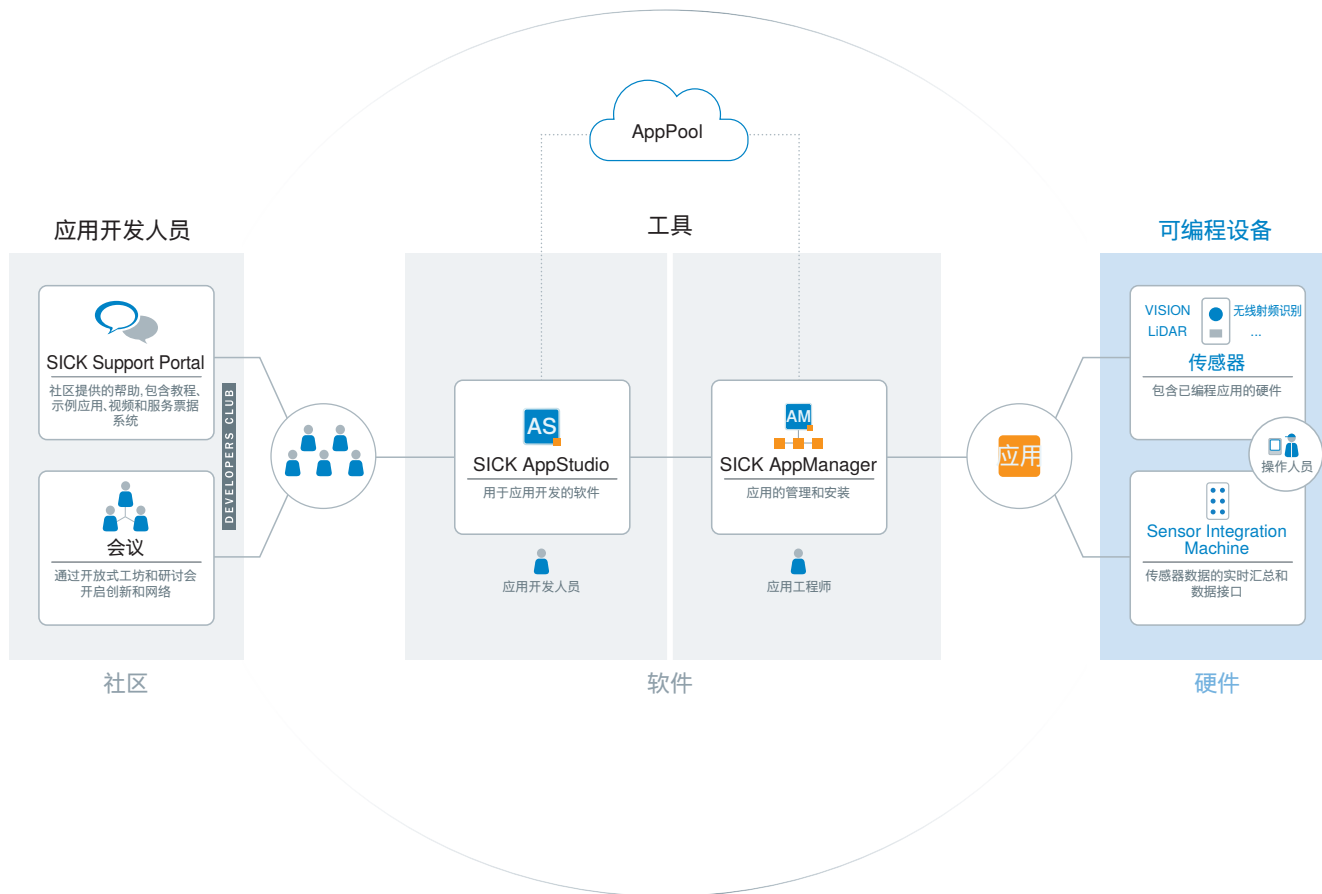 AppPool
应用开发人员
工具
可编程设备
SICK Support Portal
社区提供的帮助,包含教程、
示例应用、视频和服务票据
系统
会议
通过开放式工坊和研讨会
开启创新和网络
DEVELOPERS CLUB
社区
AS
SICK AppStudio
用于应用开发的软件
应用开发人员
AM
SICK AppManager
应用的管理和安装
应用工程师
软件
应用
VISION
无线射频识别
LiDAR
...
传感器
包含已编程应用的硬件
操作人员
Sensor Integration
Machine
传感器数据的实时汇总和
数据接口
硬件